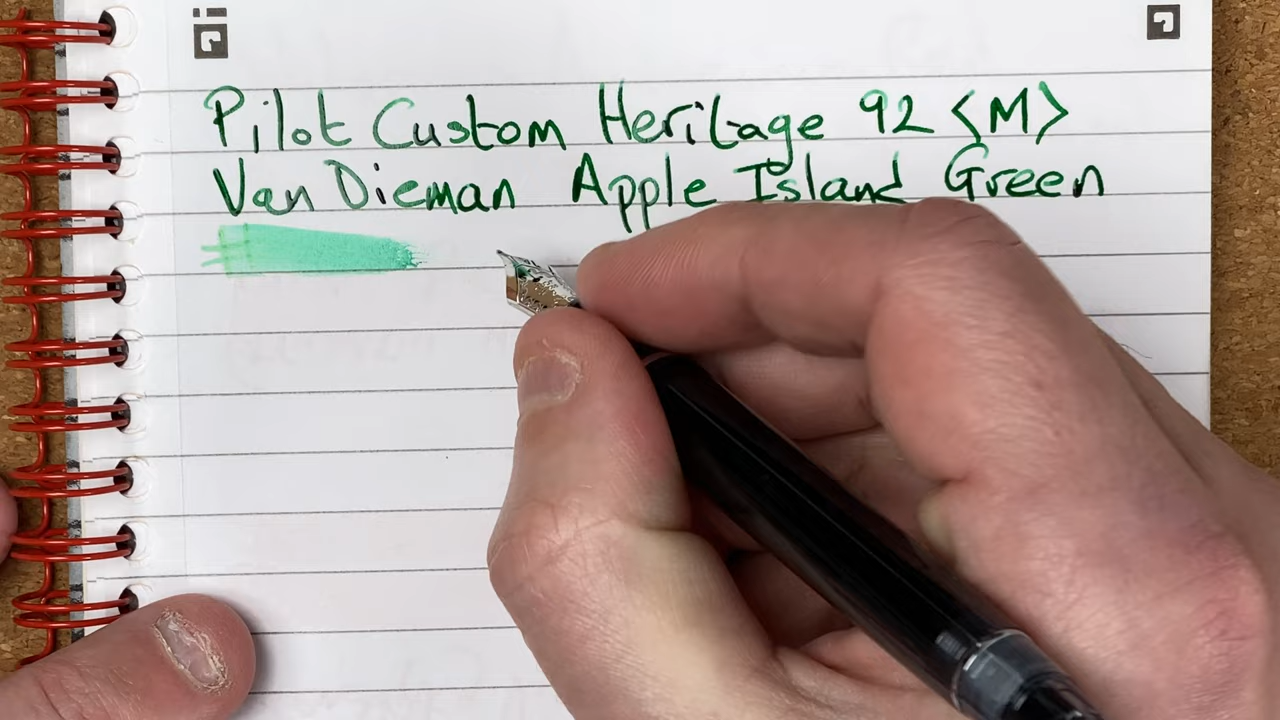 Pilot Custom Heritage 92 <M>
Van Dieman Apple Island Green